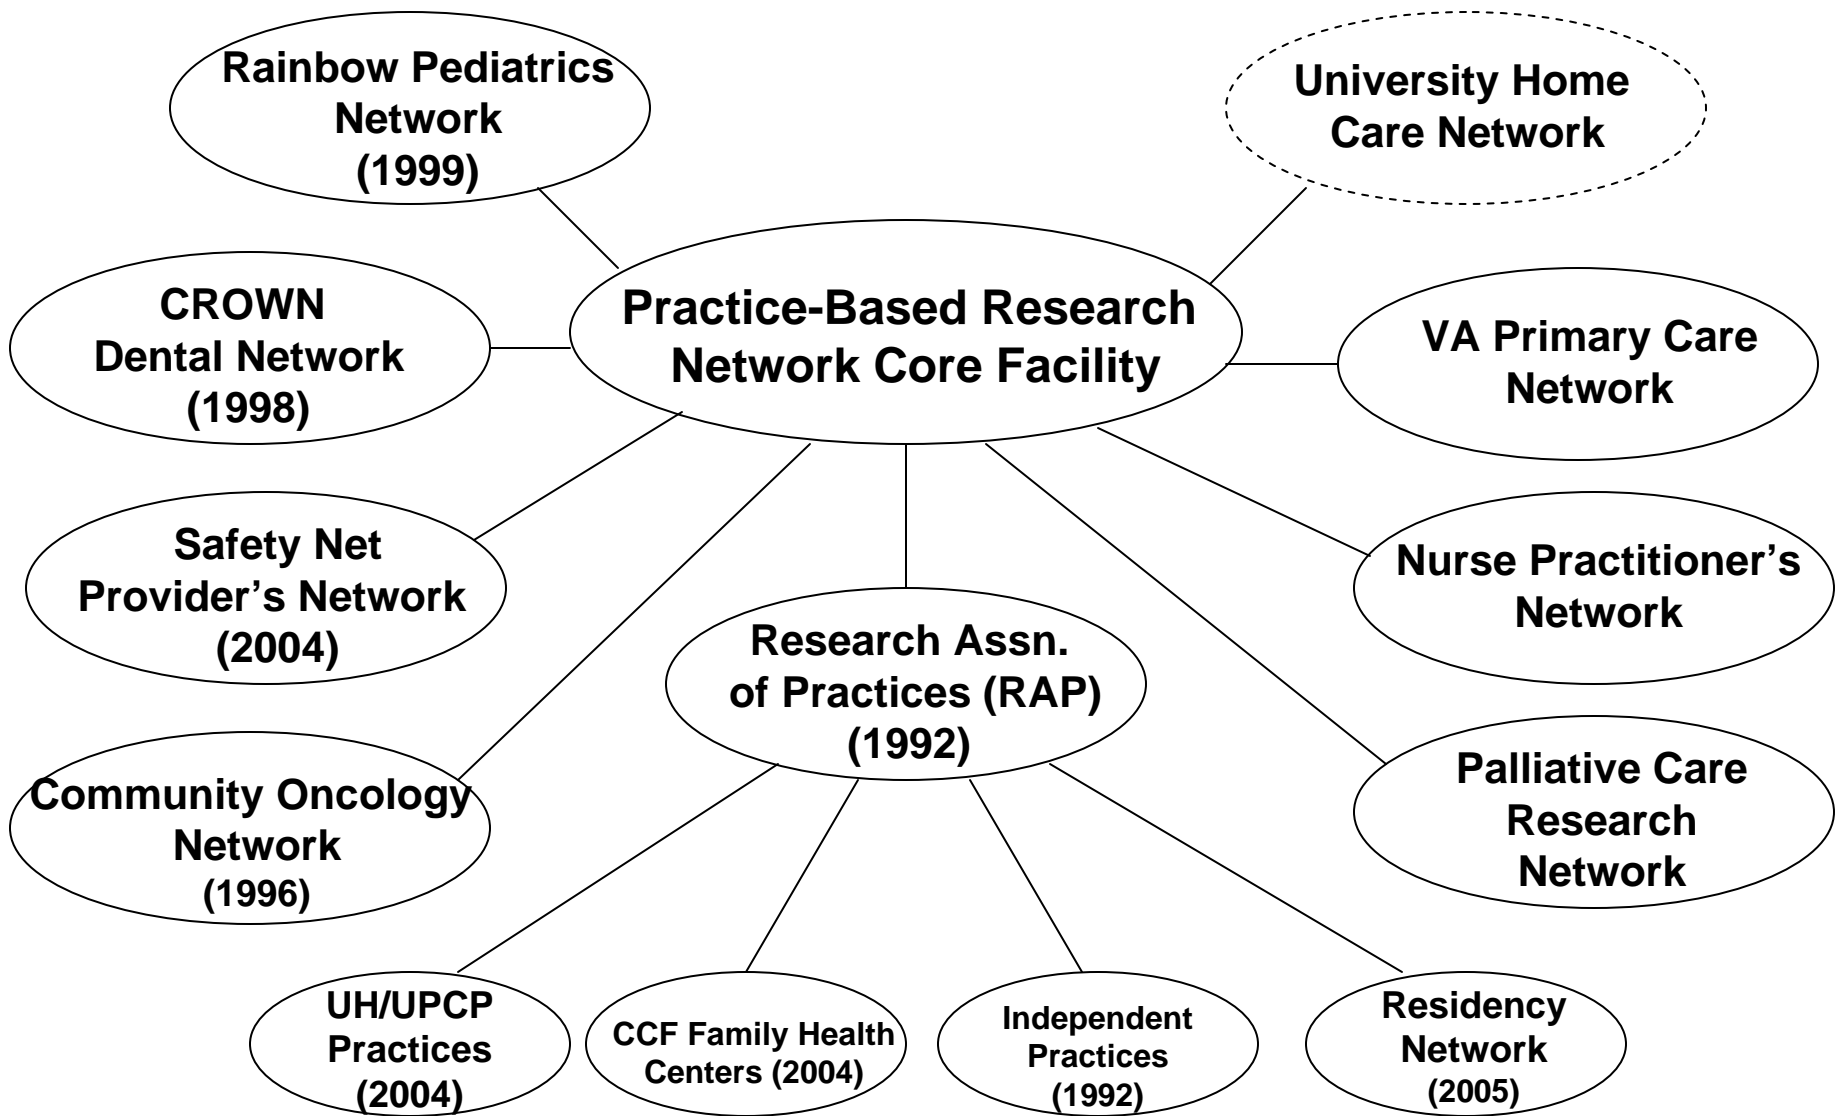 Rainbow Pediatrics
Network
(1999)
University Home
Care Network
CROWN
Dental Network
(1998)
Practice-Based Research
Network Core Facility
VA Primary Care
Network
Safety Net
Provider’s Network
(2004)
Nurse Practitioner’s
Network
Research Assn.
of Practices (RAP)
(1992)
Community Oncology
Network
(1996)
Palliative Care
Research
Network
UH/UPCP
Practices
(2004)
CCF Family Health
Centers (2004)
Independent
Practices
(1992)
Residency
Network
(2005)